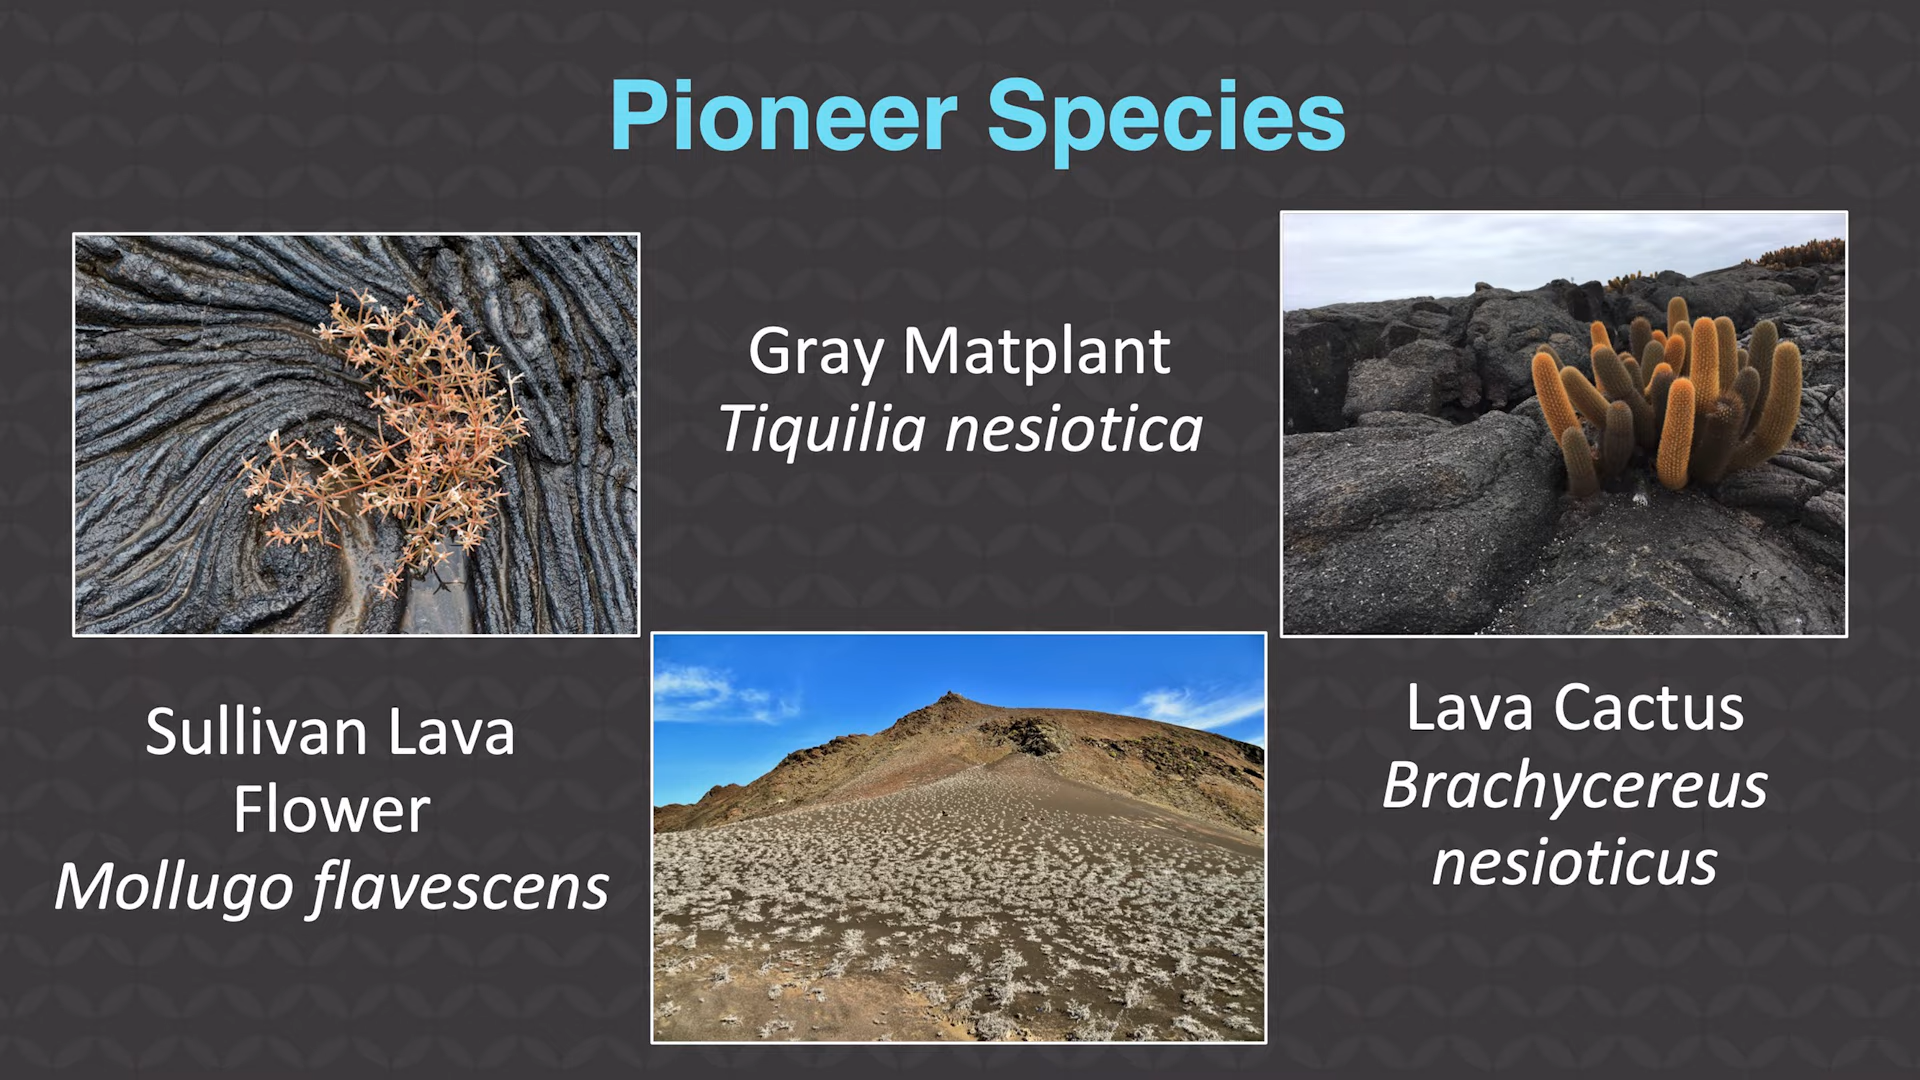 Pioneer Species
Gray Matplant
Tiquilia nesiotica
Sullivan Lava
Flower
Mollugo flavescens
Lava Cactus
Brachycereus
nesioticus